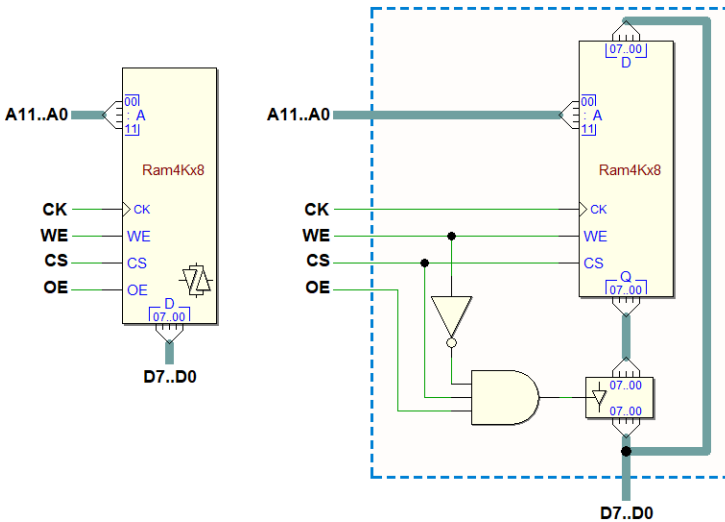 A11..A0
00
: A
11
Ram4Kx8
CK
CK
WE
WE
CS
CS
OE
OE
D
07..00
D7..D0
07..00
D
A11..A0
00
: A
11
Ram4Kx8
CK
CK
WE
WE
CS
CS
OE
Q
07..00
07..00
07..00
D7..D0